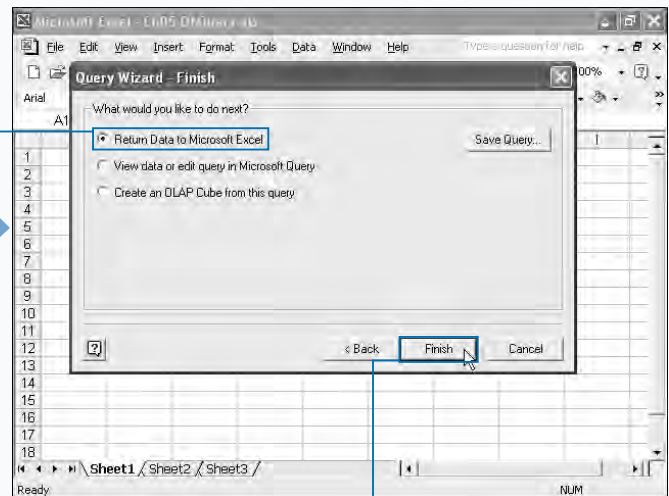 Microsoft Excel - Ch05
File Edit View Insert Format Tools Data Window Help Type a question for help
Query Wizard - Finish
00%
Arial
A1
What would you like to do next?
Return Data to Microsoft Excel
Save Query...
View data or edit query in Microsoft Query
Create an OLAP Cube from this query
I
1
2
3
4
5
6
7
8
9
10
11
12
13
14
15
16
17
18
< Back Finish Cancel
Sheet1 / Sheet2 / Sheet3 /
Ready NUM